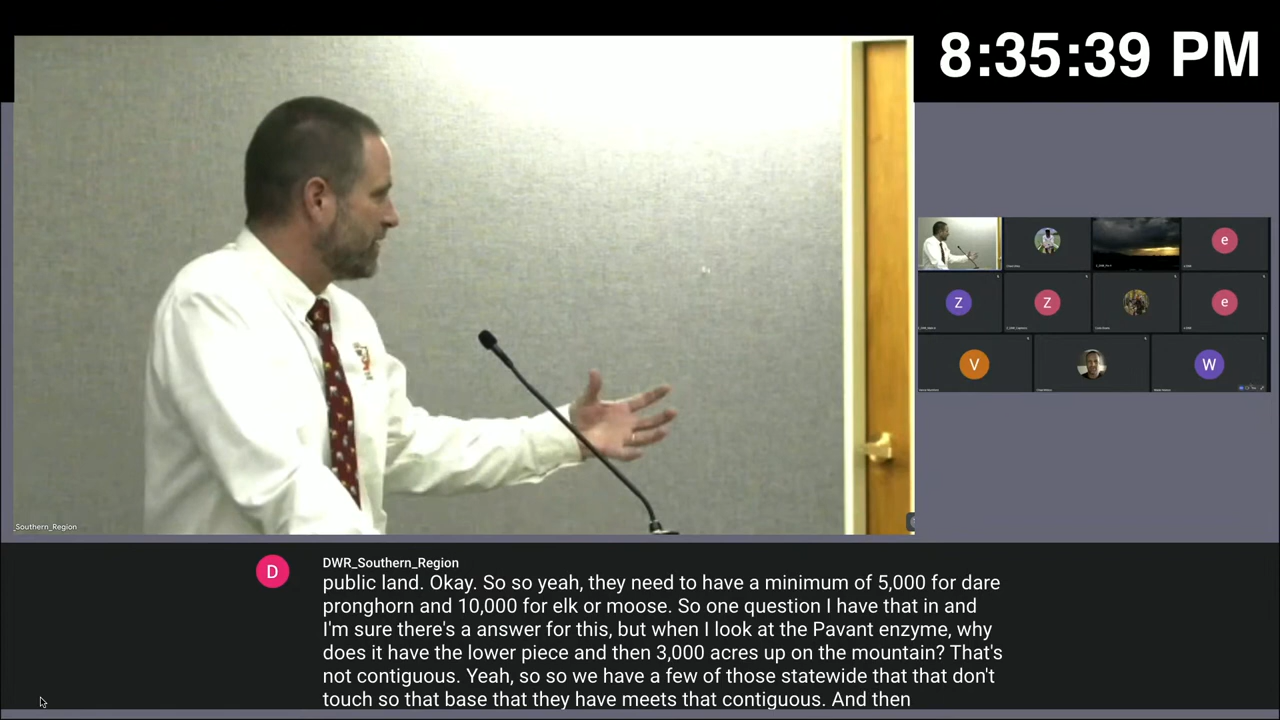 8:35:39 PM
_Southern_Region
e
Z
Z
e
V
W
D
DWR_Southern_Region
public land. Okay. So so yeah, they need to have a minimum of 5,000 for dare
pronghorn and 10,000 for elk or moose. So one question I have that in and
I'm sure there's a answer for this, but when I look at the Pavant enzyme, why
does it have the lower piece and then 3,000 acres up on the mountain? That's
not contiguous. Yeah, so so we have a few of those statewide that that don't
touch so that base that they have meets that contiguous. And then